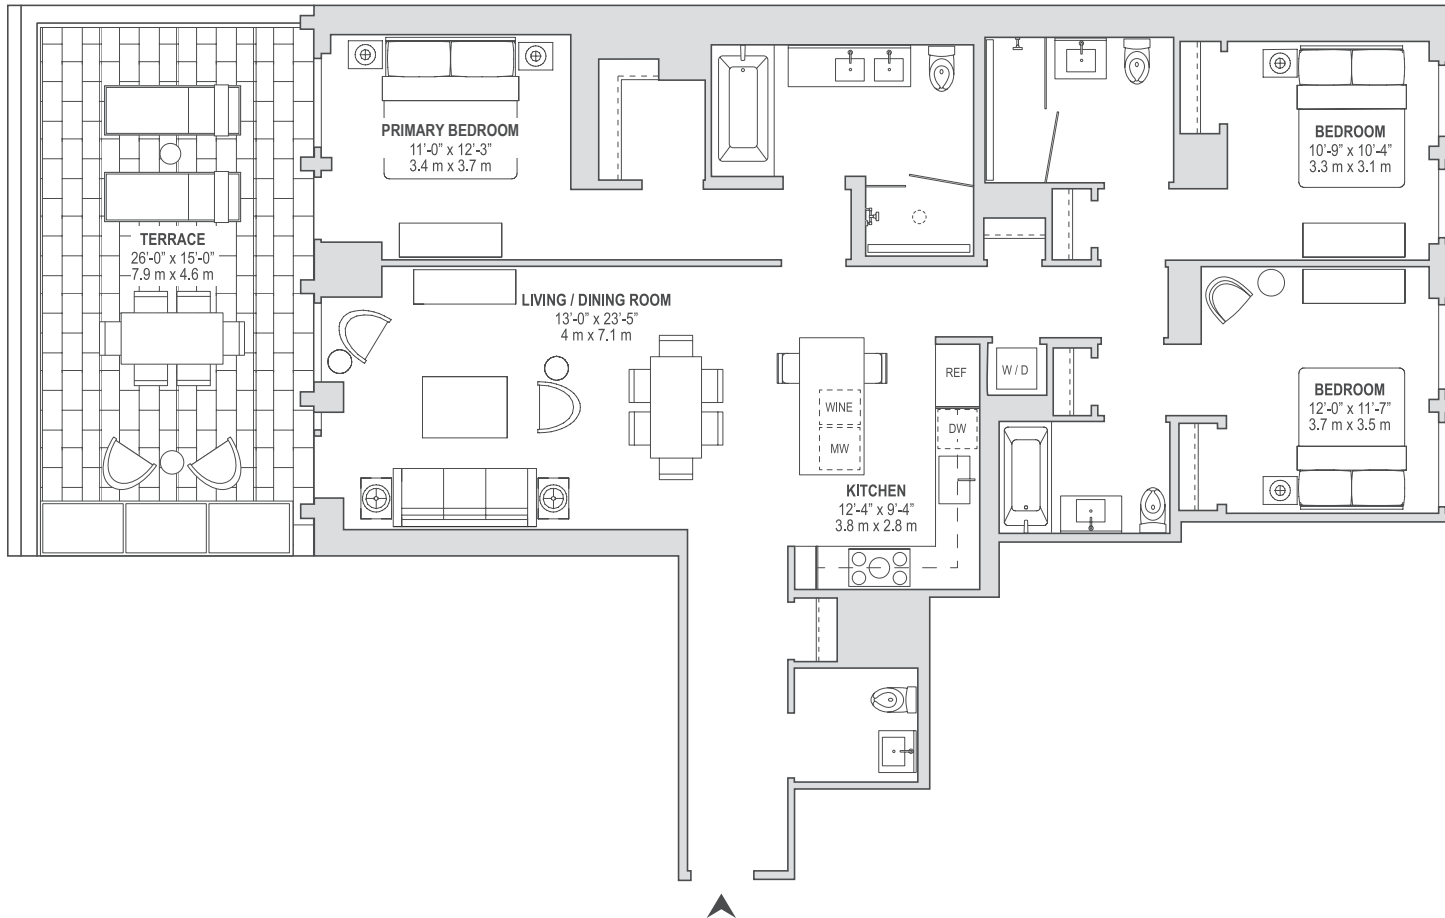 PRIMARY BEDROOM
11’-0” x 12’-3”
3.4 m x 3.7 m
BEDROOM
10’-9” x 10’-4”
3.3 m x 3.1 m
TERRACE
26’-0” x 15’-0”
7.9 m x 4.6 m
LIVING / DINING ROOM
13’-0” x 23’-5”
4 m x 7.1 m
REF
W / D
WINE
DW
MW
BEDROOM
12’-0” x 11’-7”
3.7 m x 3.5 m
KITCHEN
12’-4” x 9’-4”
3.8 m x 2.8 m